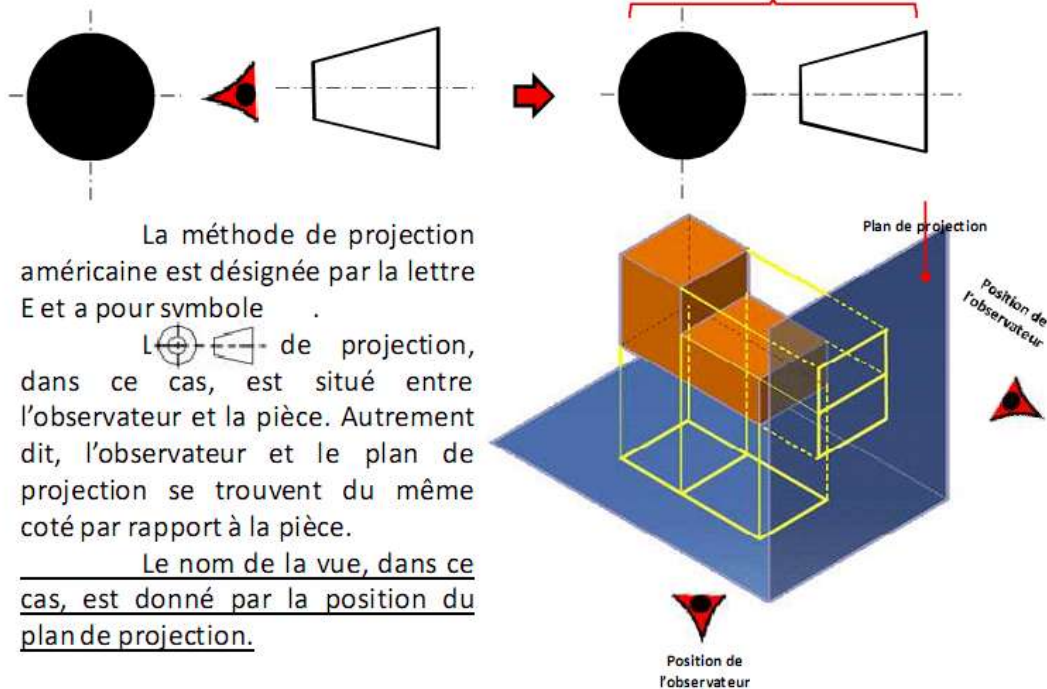 La méthode de projection
américaine est désignée par la lettre
E et a pour symbole .
L de projection,
dans ce cas, est situé entre
l'observateur et la pièce. Autrement
dit, l'observateur et le plan de
projection se trouvent du même
coté par rapport à la pièce.
Le nom de la vue, dans ce
cas, est donné par la position du
plan de projection.
Plan de projection
Position de
l'observateur
Position de
l'observateur